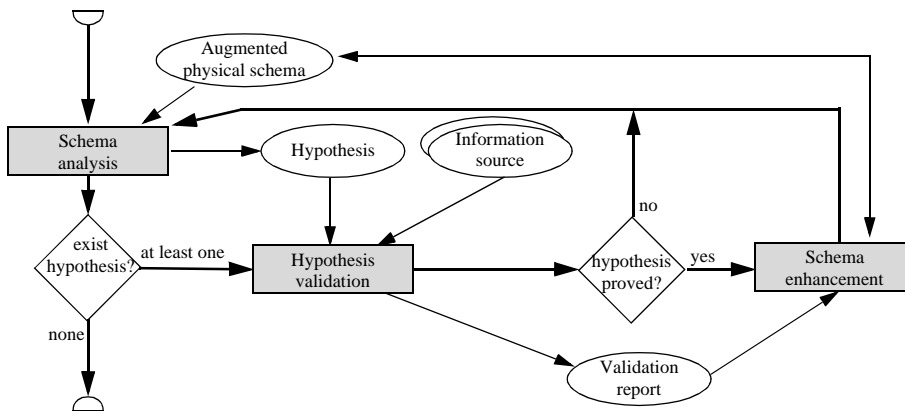 Augmented
physical schema
Schema
analysis
Hypothesis
Information
source
no
exist
hypothesis?
at least one
Hypothesis
validation
hypothesis
proved?
yes
Schema
enhancement
none
Validation
report